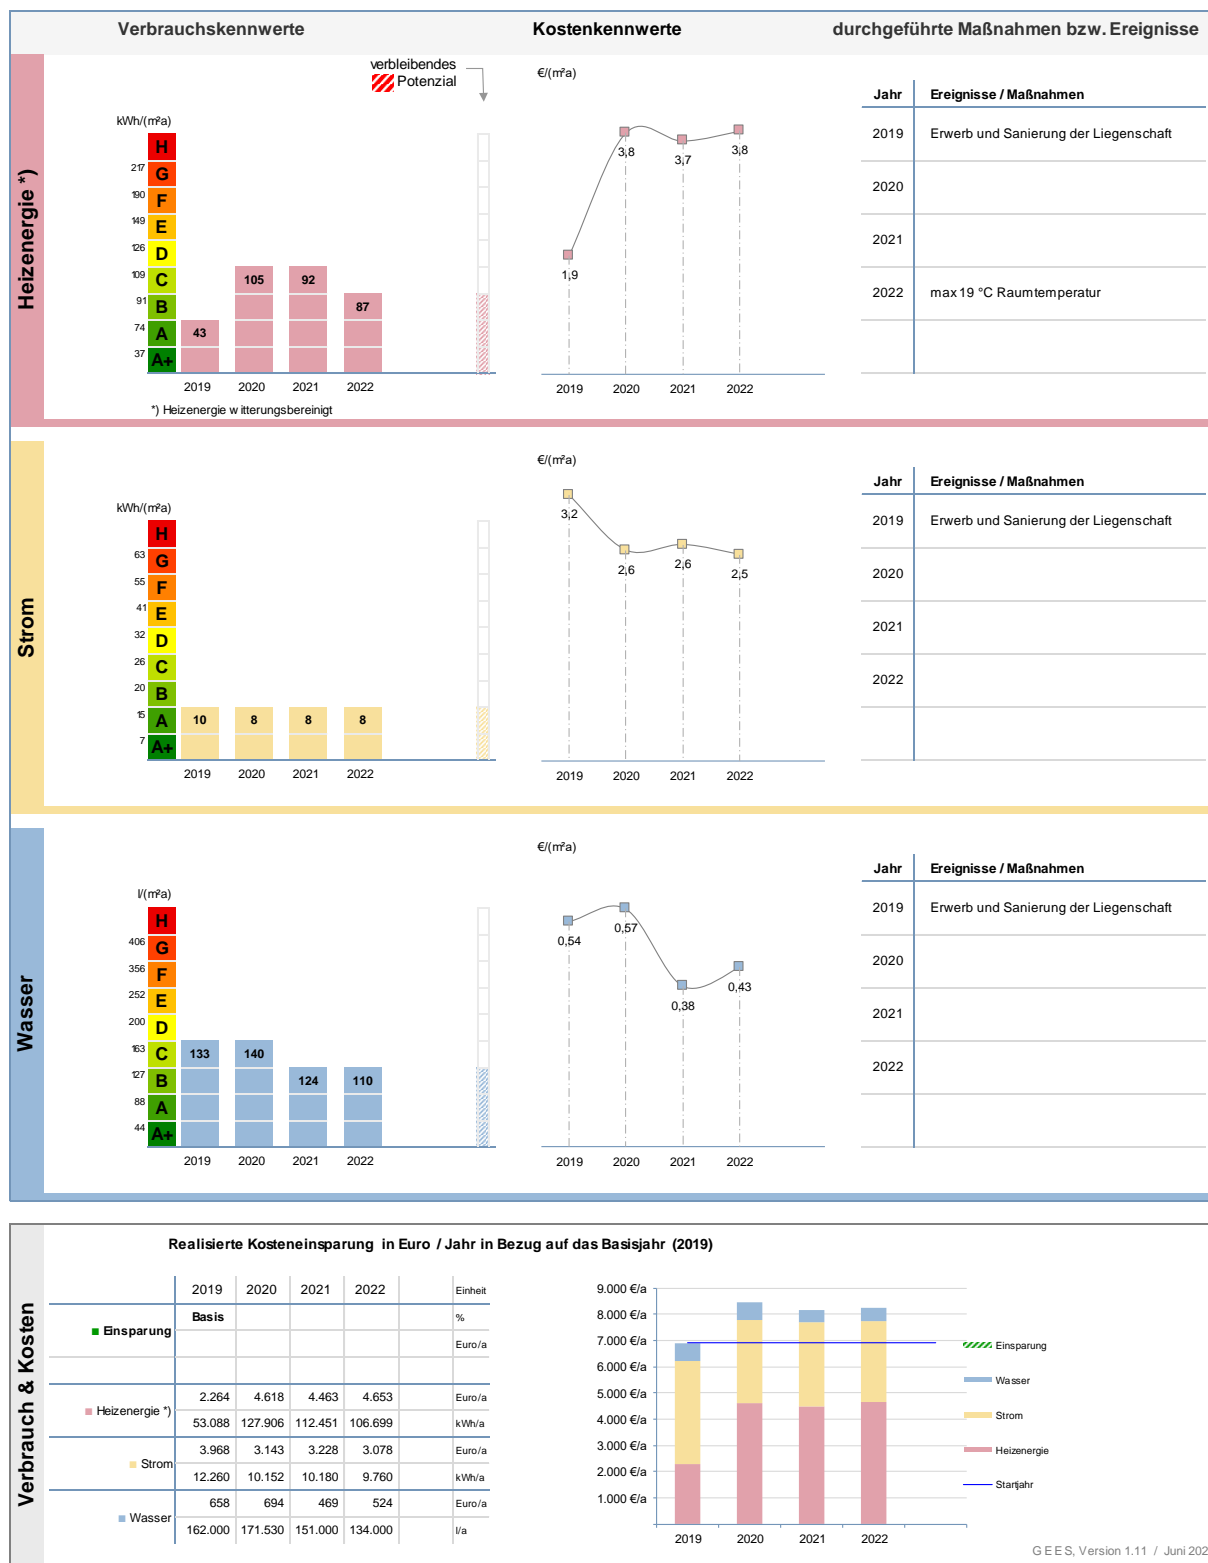 Verbrauchskennwerte Kostenkennwerte durchgeführte Maßnahmen bzw. Ereignisse
Heizenergie *)
verbleibendes
Potenzial
kWh/(m²a)
H
217
G
190
F
149
E
126
D
109
C
91
B
74
A
37
A+
43
105
92
87
2019 2020 2021 2022
*) Heizenergie witterungsbereinigt
€/(m²a)
1,9
3,8
3,7
3,8
2019 2020 2021 2022
Jahr Ereignisse / Maßnahmen
2019 Erwerb und Sanierung der Liegenschaft
2020
2021
2022 max 19 °C Raumtemperatur
Strom
kWh/(m²a)
H
63
G
55
F
41
E
32
D
26
C
20
B
15
A
7
A+
10 8 8 8
2019 2020 2021 2022
€/(m²a)
3,2
2,6
2,6
2,5
2019 2020 2021 2022
Jahr Ereignisse / Maßnahmen
2019 Erwerb und Sanierung der Liegenschaft
2020
2021
2022
Wasser
l/(m²a)
H
406
G
356
F
252
E
200
D
163
C
127
B
88
A
44
A+
133 140
124 110
2019 2020 2021 2022
€/(m²a)
0,54
0,57
0,38
0,43
2019 2020 2021 2022
Jahr Ereignisse / Maßnahmen
2019 Erwerb und Sanierung der Liegenschaft
2020
2021
2022
Verbrauch & Kosten
Realisierte Kosteneinsparung in Euro / Jahr in Bezug auf das Basisjahr (2019)
2019 2020 2021 2022 Einheit
Einsparung Basis %
Euro/a
Heizenergie *) 2.264 4.618 4.463 4.653 Euro/a
53.088 127.906 112.451 106.699 kWh/a
Strom 3.968 3.143 3.228 3.078 Euro/a
12.260 10.152 10.180 9.760 kWh/a
Wasser 658 694 469 524 Euro/a
162.000 171.530 151.000 134.000 l/a
9.000 €/a
8.000 €/a
7.000 €/a
6.000 €/a
5.000 €/a
4.000 €/a
3.000 €/a
2.000 €/a
1.000 €/a
2019 2020 2021 2022
Einsparung
Wasser
Strom
Heizenergie
Startjahr
GEES, Version 1.11 / Juni 202